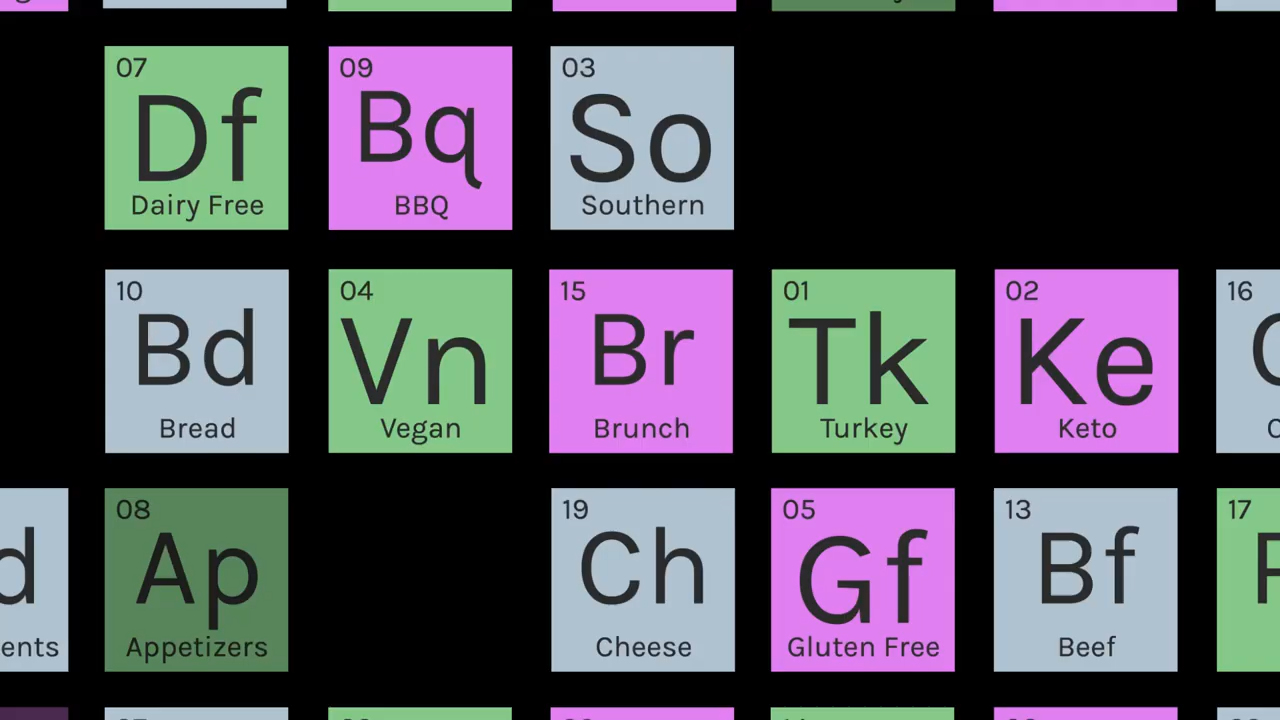 07
Df
Dairy Free
09
Bq
BBQ
03
So
Southern
10
Bd
Bread
04
Vn
Vegan
15
Br
Brunch
01
Tk
Turkey
02
Ke
Keto
16
08
Ap
Appetizers
19
Ch
Cheese
05
Gf
Gluten Free
13
Bf
Beef
17